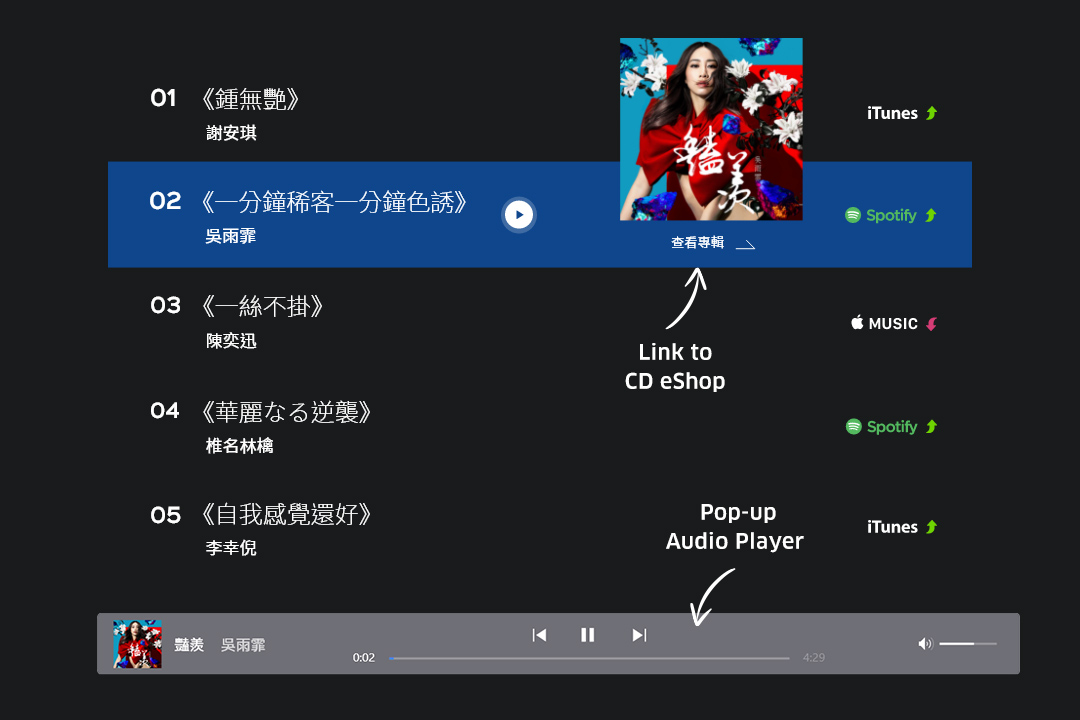 01 《鍾無艷》
謝安琪
iTunes
02 《一分鐘稀客一分鐘色誘》
吳雨霏
豔羨
吳雨霏
查看專輯
Spotify
03 《一絲不掛》
陳奕迅
MUSIC
Link to
CD eShop
04 《華麗なる逆襲》
椎名林檎
Spotify
05 《自我感覺還好》
李幸倪
iTunes
Pop-up
Audio Player
豔羨 吳雨霏
0:02
4:29